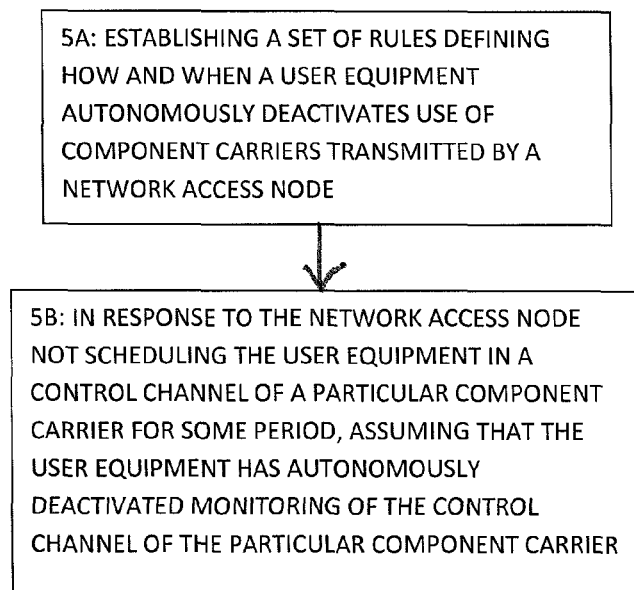 5A: ESTABLISHING A SET OF RULES DEFINING
HOW AND WHEN A USER EQUIPMENT
AUTONOMOUSLY DEACTIVATES USE OF
COMPONENT CARRIERS TRANSMITTED BY A
NETWORK ACCESS NODE
5B: IN RESPONSE TO THE NETWORK ACCESS NODE
NOT SCHEDULING THE USER EQUIPMENT IN A
CONTROL CHANNEL OF A PARTICULAR COMPONENT
CARRIER FOR SOME PERIOD, ASSUMING THAT THE
USER EQUIPMENT HAS AUTONOMOUSLY
DEACTIVATED MONITORING OF THE CONTROL
CHANNEL OF THE PARTICULAR COMPONENT CARRIER